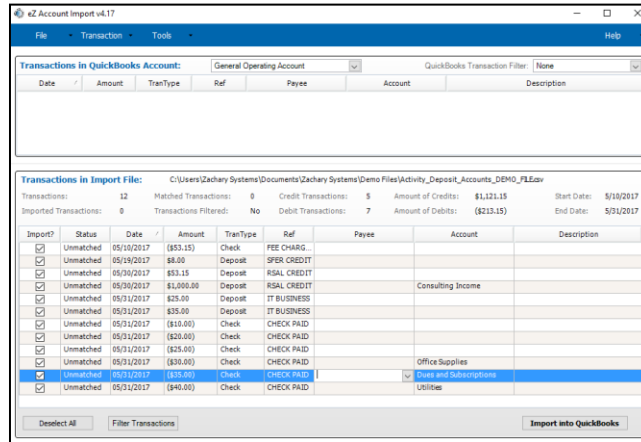 eZ Account Import v4.17
File Transaction Tools Help
Transactions in QuickBooks Account: General Operating Account QuickBooks Transaction Filter: None
Date Amount TranType Ref Payee Account Description
Transactions in Import File: C:\Users\Zachary Systems\Documents\Zachary Systems\Demo Files\Activity_Deposit_Accounts_DEMO_FILE.csv
Transactions: 12 Matched Transactions: 0 Credit Transactions: 5 Amount of Credits: $1,121.15 Start Date: 5/10/2017
Imported Transactions: 0 Transactions Filtered: No Debit Transactions: 7 Amount of Debits: ($213.15) End Date: 5/31/2017
Import? Status Date Amount TranType Ref Payee Account Description
Unmatched 05/10/2017 ($53.15) Check FEE CHARG...
Unmatched 05/19/2017 $8.00 Deposit SFER CREDIT
Unmatched 05/30/2017 $53.15 Deposit RSAL CREDIT
Unmatched 05/30/2017 $1,000.00 Deposit RSAL CREDIT Consulting Income
Unmatched 05/31/2017 $25.00 Deposit IT BUSINESS
Unmatched 05/31/2017 $35.00 Deposit IT BUSINESS
Unmatched 05/31/2017 ($10.00) Check CHECK PAID
Unmatched 05/31/2017 ($20.00) Check CHECK PAID
Unmatched 05/31/2017 ($25.00) Check CHECK PAID
Unmatched 05/31/2017 ($30.00) Check CHECK PAID Office Supplies
Unmatched 05/31/2017 ($35.00) Check CHECK PAID Dues and Subscriptions
Unmatched 05/31/2017 ($40.00) Check CHECK PAID Utilities
Deselect All Filter Transactions Import into QuickBooks